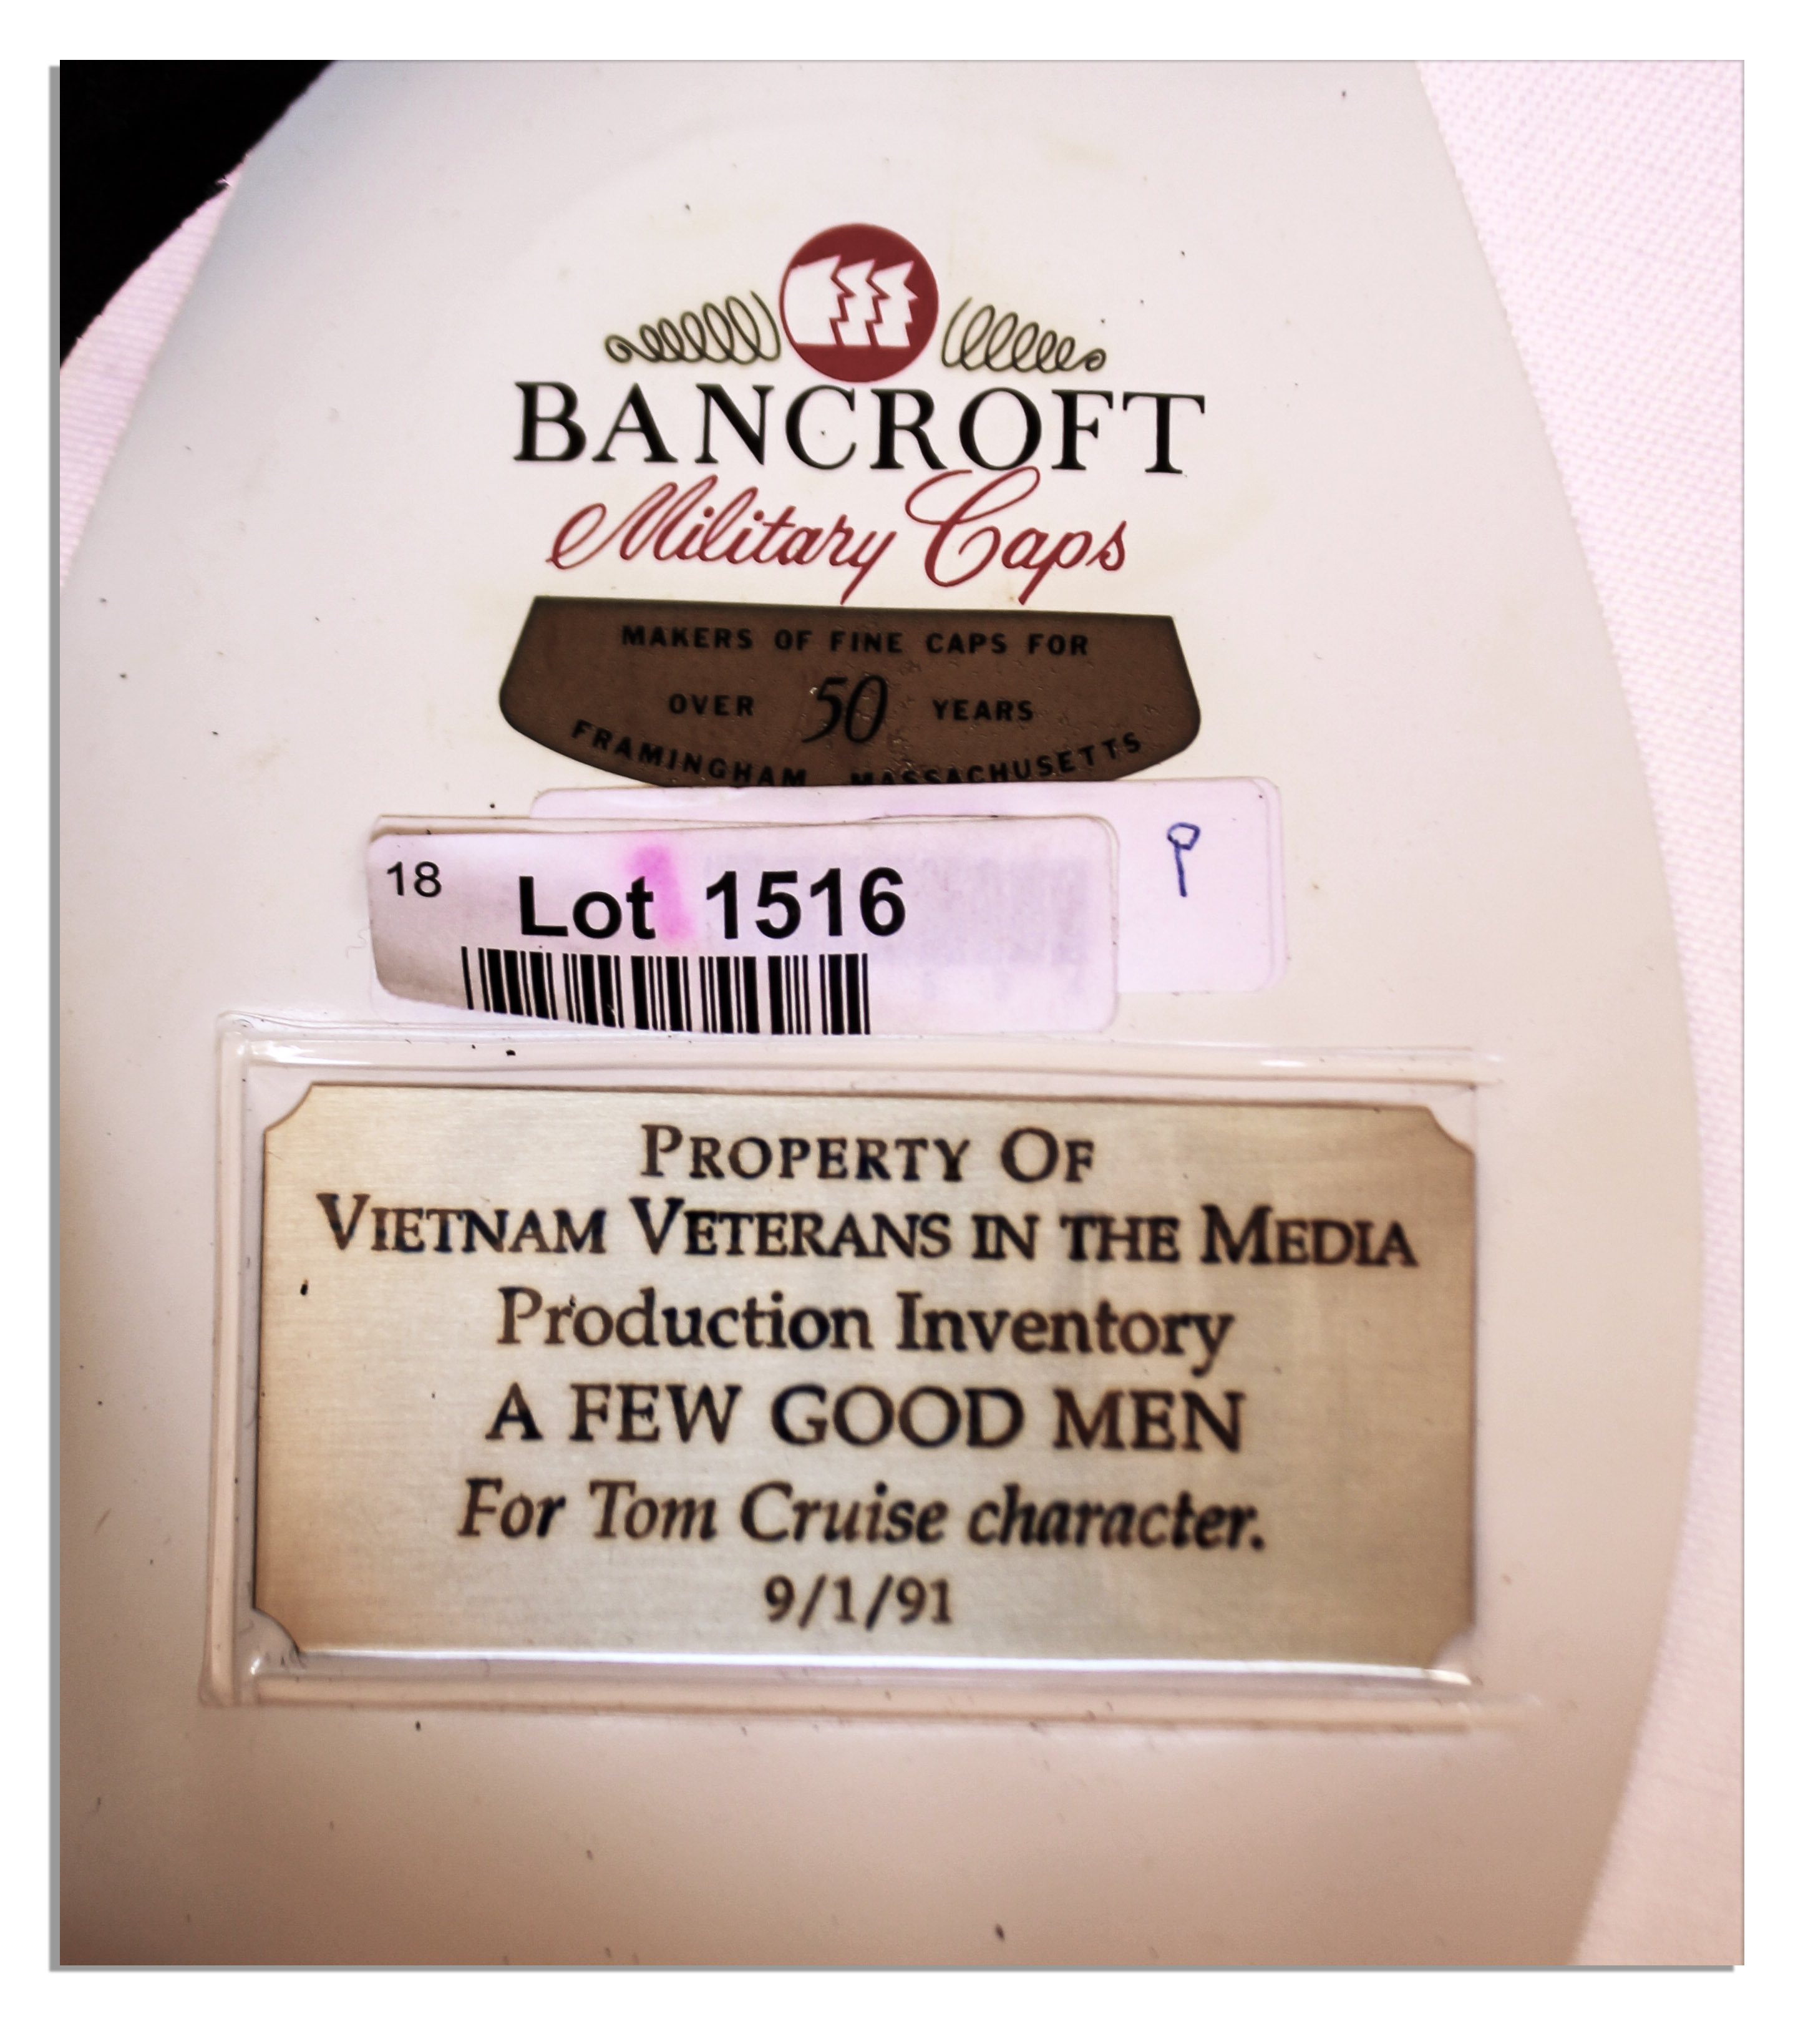 BANCROFT
Military Caps
MAKERS OF FINE CAPS FOR
OVER 50 YEARS
FRAMINGHAM MASSACHUSETTS
18
Lot 1516
PROPERTY OF
VIETNAM VETERANS IN THE MEDIA
Production Inventory
A FEW GOOD MEN
For Tom Cruise character.
9/1/91